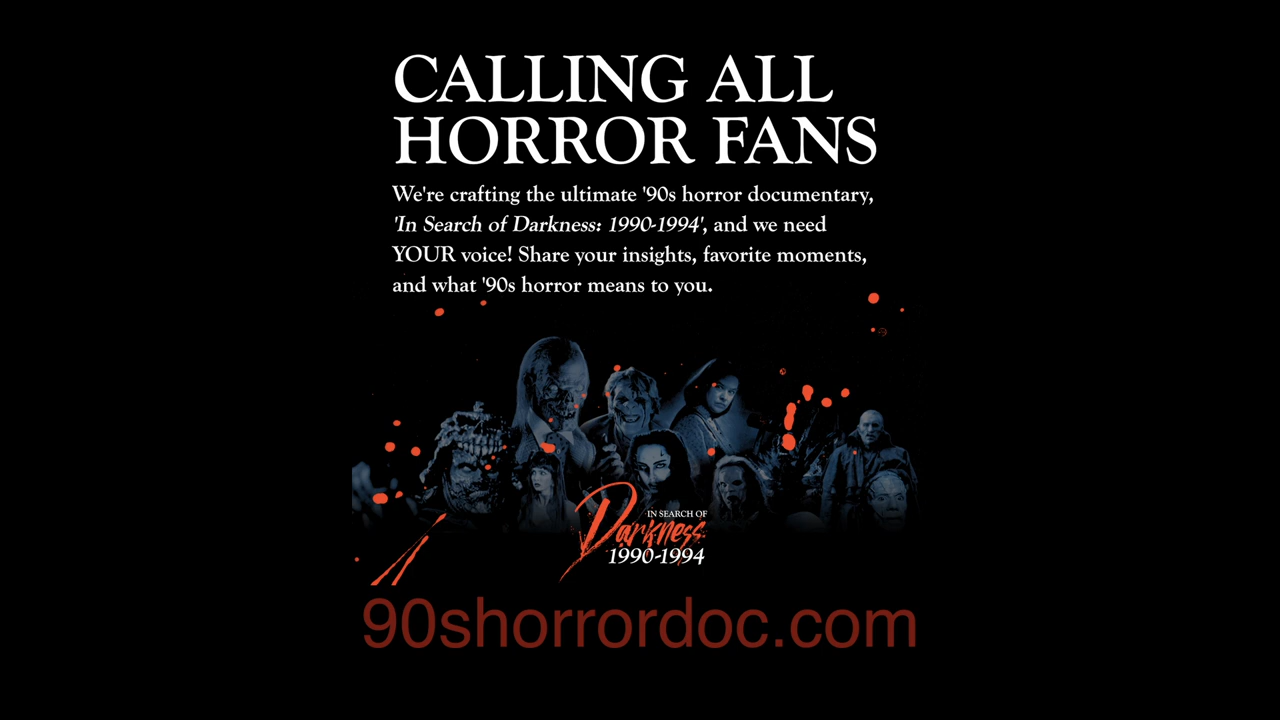 CALLING ALL
HORROR FANS
We're crafting the ultimate '90s horror documentary,
'In Search of Darkness: 1990-1994', and we need
YOUR voice! Share your insights, favorite moments,
and what '90s horror means to you.
IN SEARCH OF
Darkness
1990-1994
90shorrordoc.com